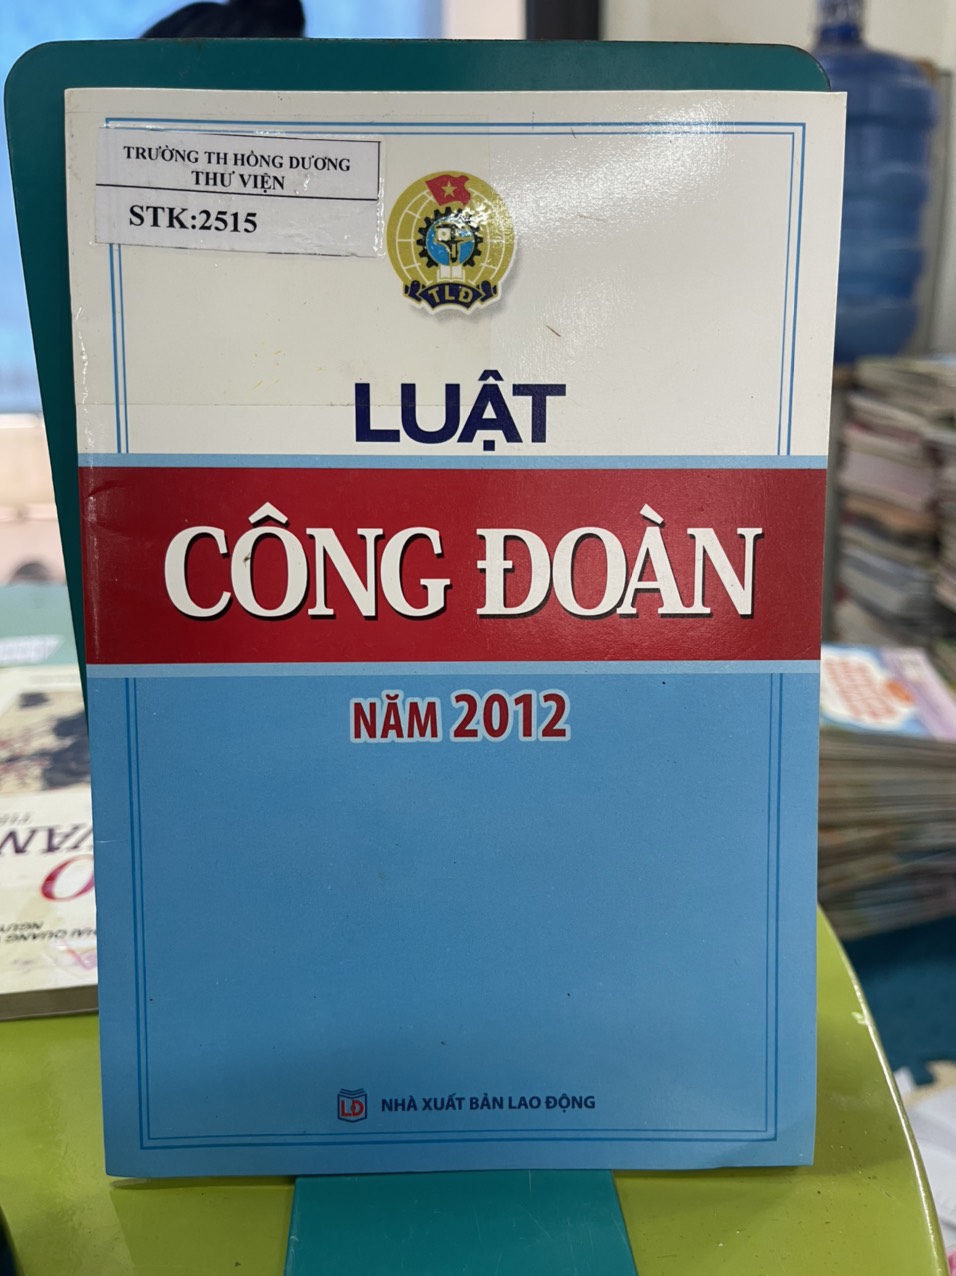 TRƯỜNG TH HỒNG DƯƠNG
THƯ VIỆN
STK:2515
TLĐ
LUẬT
CÔNG ĐOÀN
NĂM 2012
LĐ
NHÀ XUẤT BẢN LAO ĐỘNG